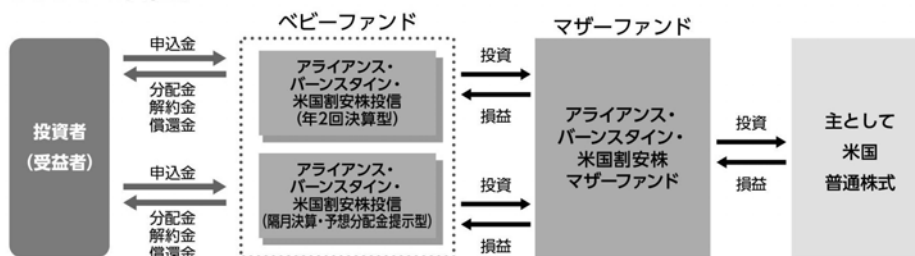 ベビーファンド
マザーファンド
投資者
(受益者)
申込金
分配金
解約金
償還金
申込金
分配金
解約金
償還金
アライアンス・
バーンスタイン・
米国割安株投信
(年2回決算型)
アライアンス・
バーンスタイン・
米国割安株投信
(隔月決算・予想分配金提示型)
投資
損益
投資
損益
アライアンス・
バーンスタイン・
米国割安株
マザーファンド
投資
損益
主として
米国
普通株式